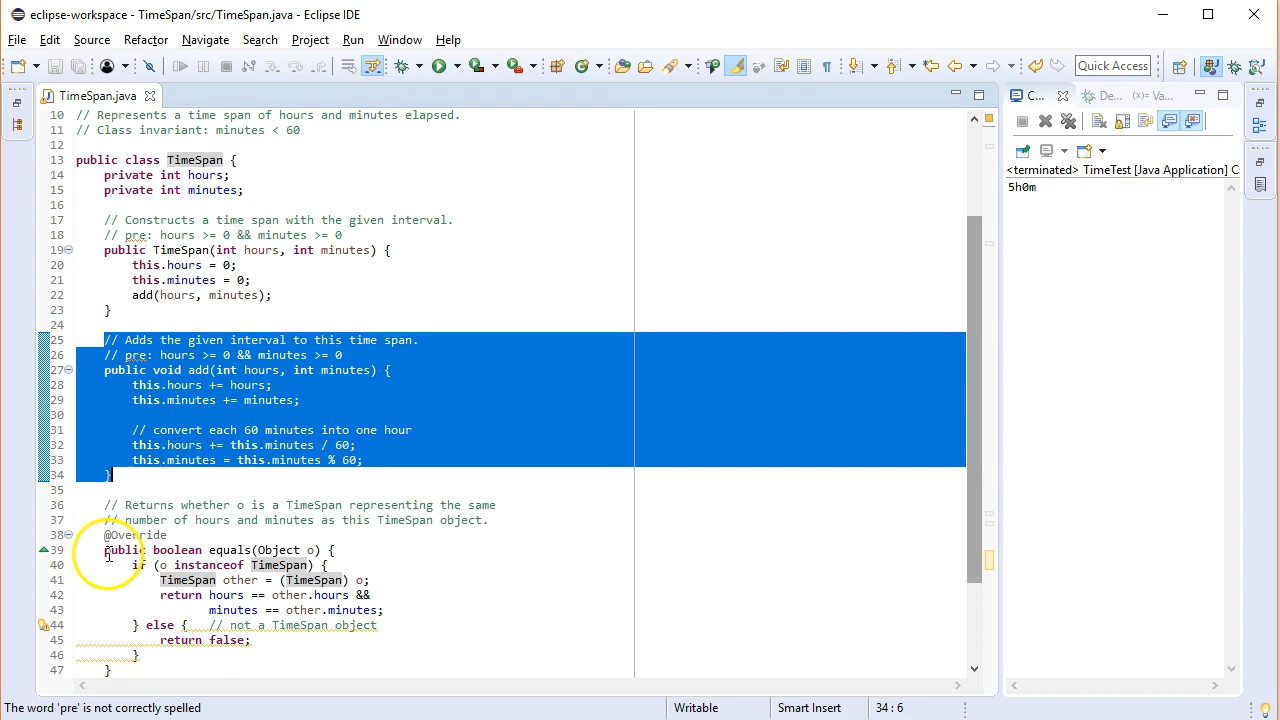 eclipse-workspace - TimeSpan/src/TimeSpan.java - Eclipse IDE
File Edit Source Refactor Navigate Search Project Run Window Help
Quick Access
TimeSpan.java
C... De... (x)= Va...
10 // Represents a time span of hours and minutes elapsed.
11 // Class invariant: minutes < 60
12
13 public class TimeSpan {
14 private int hours;
15 private int minutes;
16
17 // Constructs a time span with the given interval.
18 // pre: hours >= 0 && minutes >= 0
19 public TimeSpan(int hours, int minutes) {
20 this.hours = 0;
21 this.minutes = 0;
22 add(hours, minutes);
23 }
24
25 // Adds the given interval to this time span.
26 // pre: hours >= 0 && minutes >= 0
27 public void add(int hours, int minutes) {
28 this.hours += hours;
29 this.minutes += minutes;
30
31 // convert each 60 minutes into one hour
32 this.hours += this.minutes / 60;
33 this.minutes = this.minutes % 60;
34 }
35
36 // Returns whether o is a TimeSpan representing the same
37 // number of hours and minutes as this TimeSpan object.
38 @Override
39 public boolean equals(Object o) {
40 if (o instanceof TimeSpan) {
41 TimeSpan other = (TimeSpan) o;
42 return hours == other.hours &&
43 minutes == other.minutes;
44 } else { // not a TimeSpan object
45 return false;
46 }
47 }
<terminated> TimeTest [Java Application] C
5h0m
The word 'pre' is not correctly spelled
Writable
Smart Insert
34 : 6